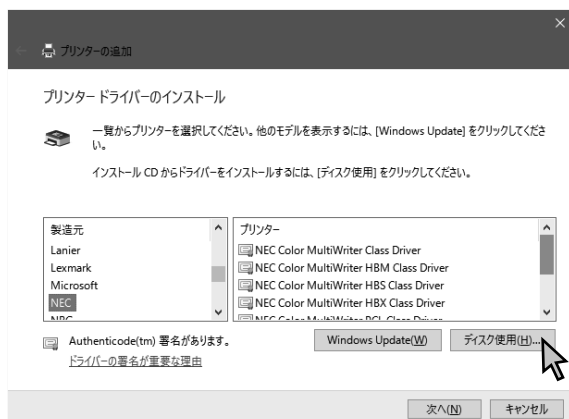 プリンターの追加
プリンター ドライバーのインストール
一覧からプリンターを選択してください。他のモデルを表示するには、[Windows Update] をクリックしてくださ
い。
インストール CD からドライバーをインストールするには、[ディスク使用] をクリックしてください。
製造元
Lanier
Lexmark
Microsoft
NEC
NRG
プリンター
NEC Color MultiWriter Class Driver
NEC Color MultiWriter HBM Class Driver
NEC Color MultiWriter HBS Class Driver
NEC Color MultiWriter HBX Class Driver
NEC Color MultiWriter PCL Class Driver
Authenticode(tm) 署名があります。
ドライバーの署名が重要な理由
Windows Update(W)
ディスク使用(H)...
次へ(N)
キャンセル